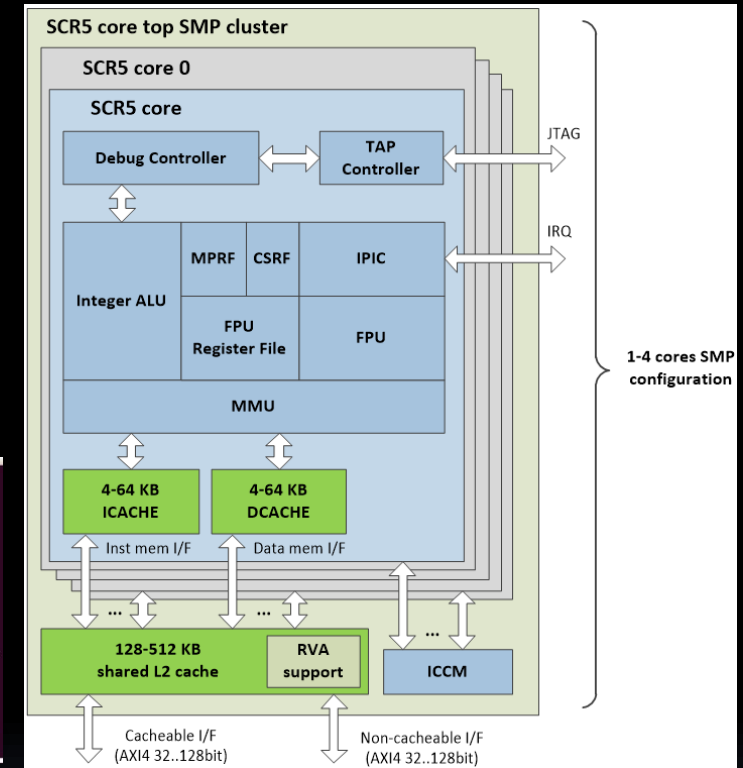 SCR5 core top SMP cluster
SCR5 core 0
SCR5 core
Debug Controller
TAP
Controller
JTAG
Integer ALU
MPRF
CSRF
IPIC
IRQ
FPU
Register File
FPU
MMU
1-4 cores SMP
configuration
4-64 KB
ICACHE
4-64 KB
DCACHE
Inst mem I/F
Data mem I/F
...
...
...
128-512 KB
shared L2 cache
RVA
support
ICCM
Cacheable I/F
(AXI4 32..128bit)
Non-cacheable I/F
(AXI4 32..128bit)